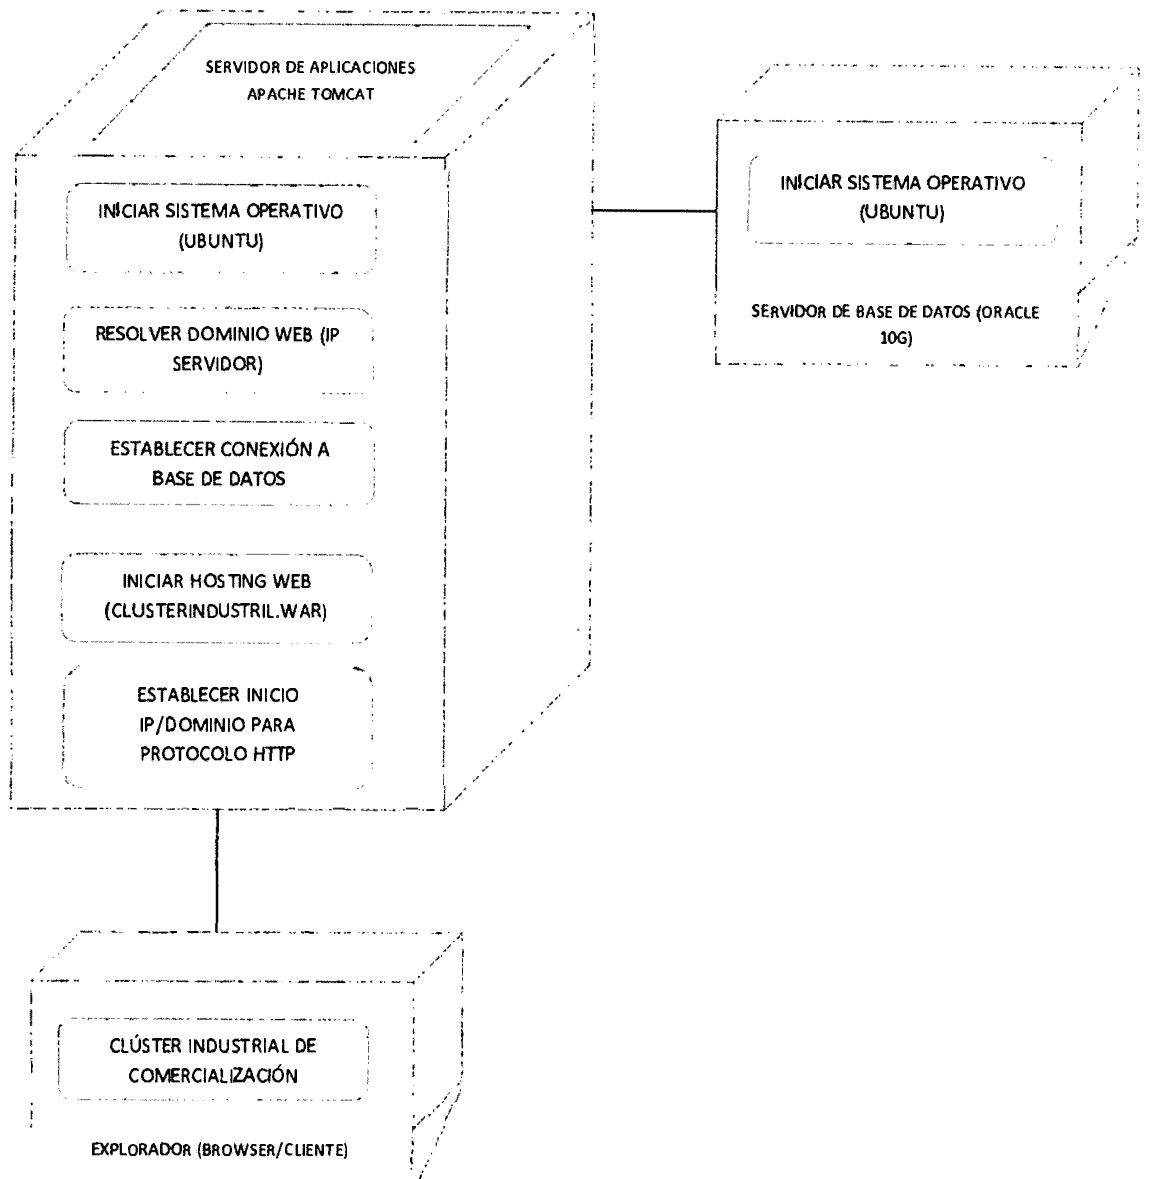 SERVIDOR DE APLICACIONES
APACHE TOMCAT
INICIAR SISTEMA OPERATIVO
(UBUNTU)
RESOLVER DOMINIO WEB (IP
SERVIDOR)
ESTABLECER CONEXIÓN A
BASE DE DATOS
INICIAR HOSTING WEB
(CLUSTERINDUSTRIL.WAR)
ESTABLECER INICIO
IP/DOMINIO PARA
PROTOCOLO HTTP
INICIAR SISTEMA OPERATIVO
(UBUNTU)
SERVIDOR DE BASE DE DATOS (ORACLE
10G)
CLÚSTER INDUSTRIAL DE
COMERCIALIZACIÓN
EXPLORADOR (BROWSER/CLIENTE)